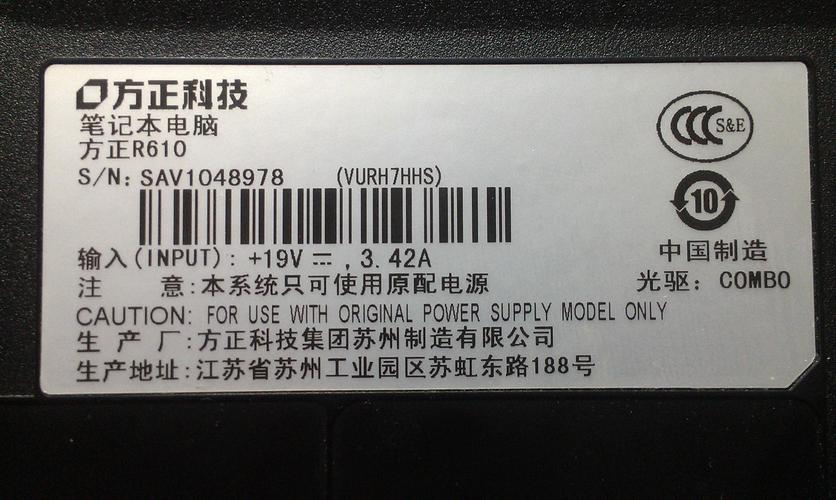 方正科技
笔记本电脑
方正R610
S/N: SAV1048978 (VURH7HHS)
输入(INPUT): +19V ⎓ , 3.42A
注 意:本系统只可使用原配电源
CAUTION: FOR USE WITH ORIGINAL POWER SUPPLY MODEL ONLY
生 产 厂:方正科技集团苏州制造有限公司
生产地址:江苏省苏州工业园区苏虹东路188号
CCC S&E
10
中国制造
光驱: COMBO